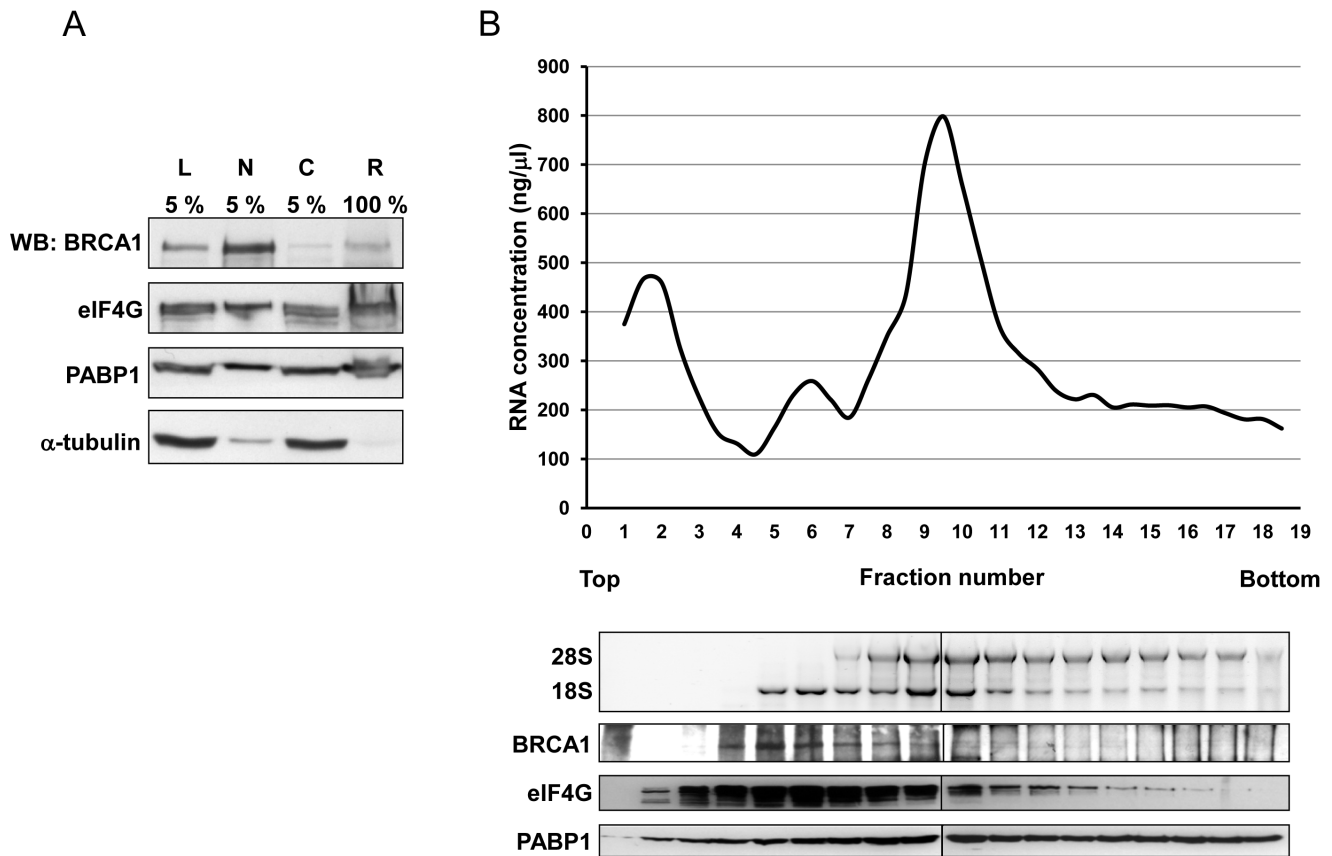 A
B
L N C R
5 % 5 % 5 % 100 %
WB: BRCA1
eIF4G
PABP1
α-tubulin
RNA concentration (ng/µl)
900
800
700
600
500
400
300
200
100
0
0 1 2 3 4 5 6 7 8 9 10 11 12 13 14 15 16 17 18 19
Top Fraction number Bottom
28S
18S
BRCA1
eIF4G
PABP1